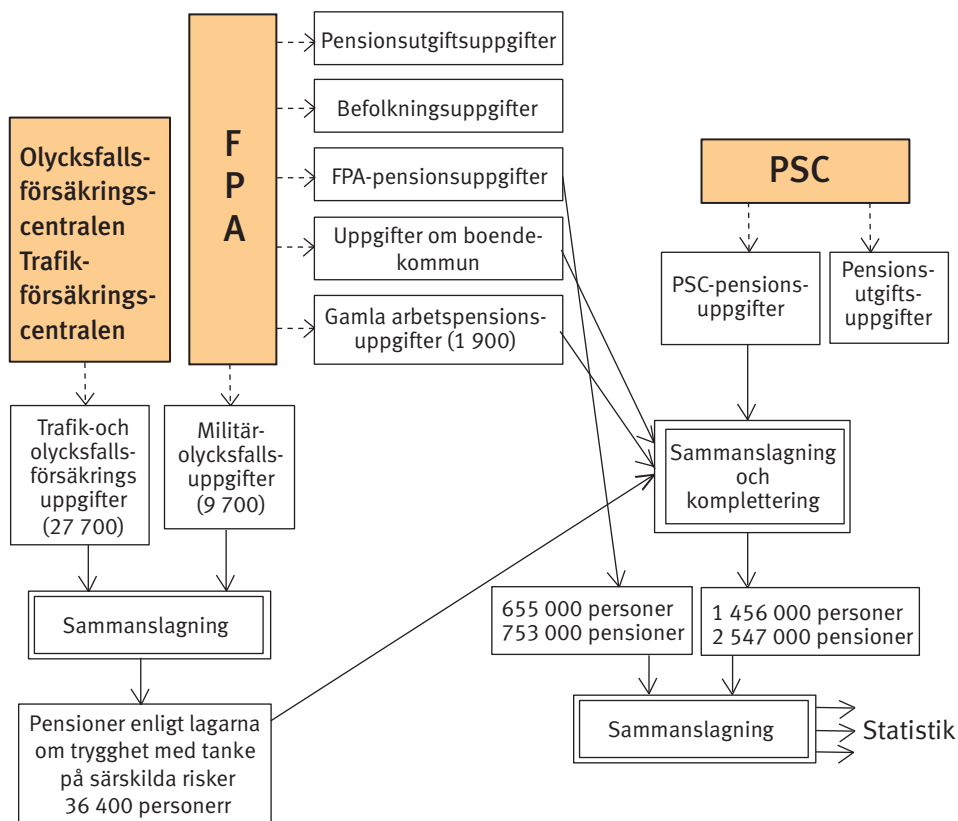 Olycksfalls-
försäkrings-
centralen
Trafik-
försäkrings-
centralen
F
P
A
Pensionsutgiftsuppgifter
Befolkningsuppgifter
FPA-pensionsuppgifter
Uppgifter om boende-
kommun
Gamla arbetspensions-
uppgifter (1 900)
PSC
PSC-pensions-
uppgifter
Pensions-
utgifts-
uppgifter
Trafik-och
olycksfalls-
försäkrings
uppgifter
(27 700)
Militär-
olycksfalls-
uppgifter
(9 700)
Sammanslagning
och
komplettering
Sammanslagning
655 000 personer
753 000 pensioner
1 456 000 personer
2 547 000 pensioner
Pensioner enligt lagarna
om trygghet med tanke
på särskilda risker
36 400 personerr
Sammanslagning
Statistik